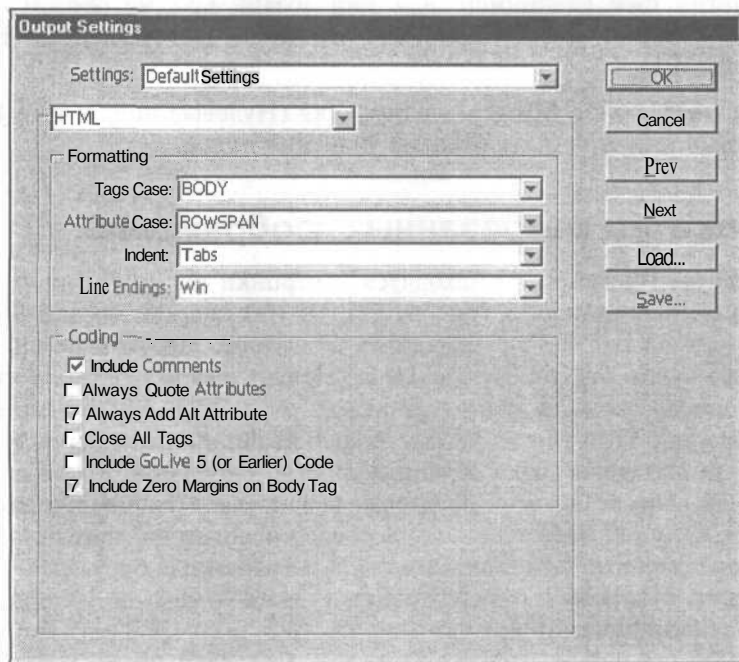 Output Settings
Settings: Default Settings
HTML
Formatting
Tags Case: BODY
Attribute Case: ROWSPAN
Indent: Tabs
Line Endings: Win
Coding
Include Comments
Always Quote Attributes
Always Add Alt Attribute
Close All Tags
Include GoLive 5 (or Earlier) Code
Include Zero Margins on Body Tag
OK
Cancel
Prev
Next
Load...
Save...